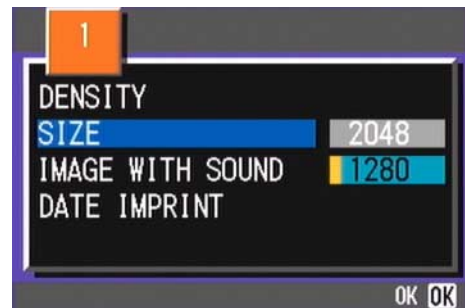 1
DENSITY
SIZE 2048
IMAGE WITH SOUND 1280
DATE IMPRINT
OK OK